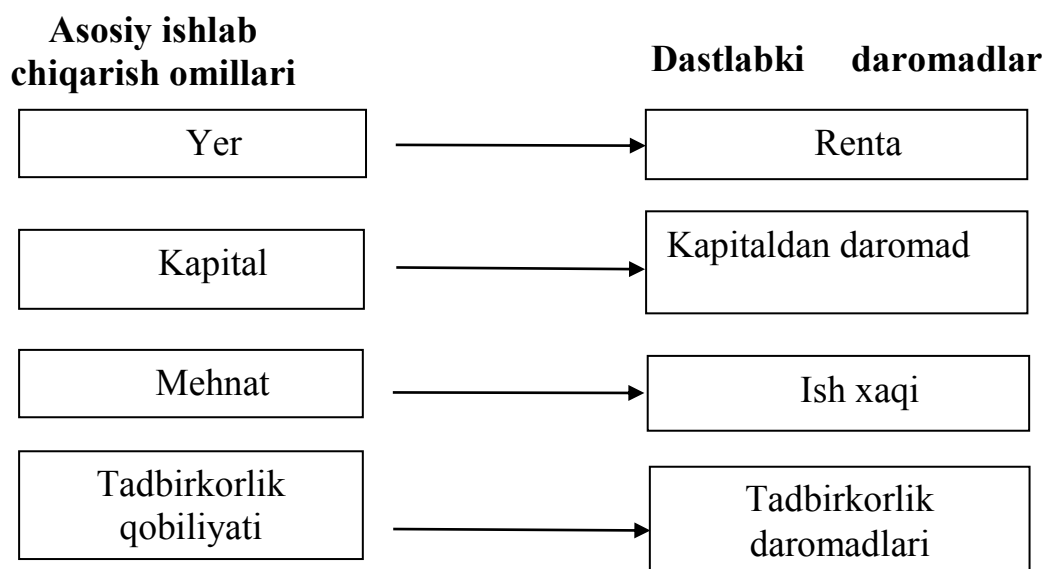 Asosiy ishlab
chiqarish omillari
Dastlabki daromadlar
Yer
Renta
Kapital
Kapitaldan daromad
Mehnat
Ish xaqi
Tadbirkorlik
qobiliyati
Tadbirkorlik
daromadlari